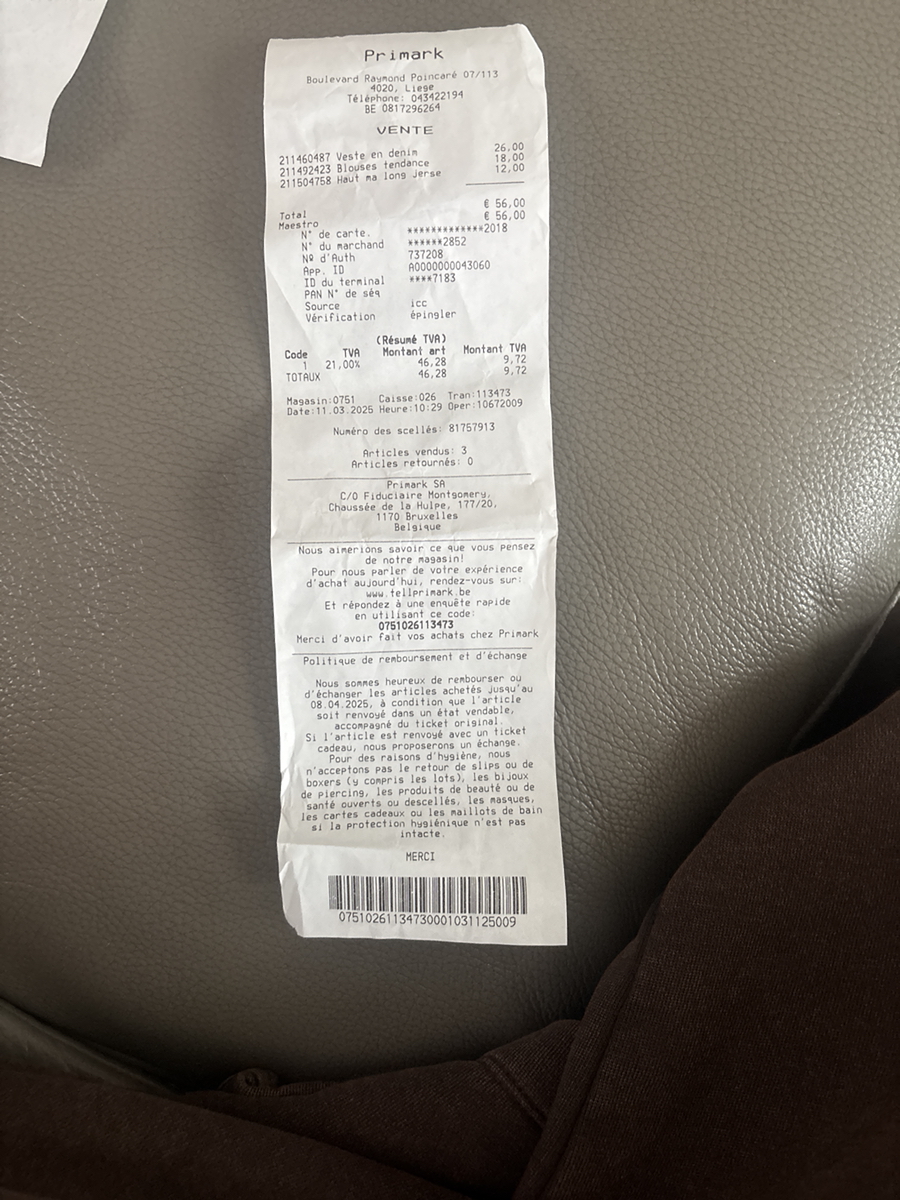 Primark
Boulevard Raymond Poincaré 07/113
4020, Liege
Téléphone: 043422194
BE 0817296264
VENTE
211460487 Veste en denim 26,00
211492423 Blouses tendance 18,00
211504758 Haut ma long Jerse 12,00
Total € 56,00
Maestro € 56,00
N° de carte. ************2018
N° du marchand ******2852
Nº d'Auth 737208
App. ID A0000000043060
ID du terminal ****7183
PAN N° de séq
Source icc
Vérification épingler
(Résumé TVA)
Code TVA Montant art Montant TVA
1 21,00% 46,28 9,72
TOTAUX 46,28 9,72
Magasin:0751 Caisse:026 Tran:113473
Date:11.03.2025 Heure:10:29 Oper:10672009
Numéro des scellés: 81757913
Articles vendus: 3
Articles retournés: 0
Primark SA
C/O Fiduciaire Montgomery,
Chaussée de la Hulpe, 177/20,
1170 Bruxelles
Belgique
Nous aimerions savoir ce que vous pensez
de notre magasin!
Pour nous parler de votre expérience
d'achat aujourd'hui, rendez-vous sur:
www.tellprimark.be
Et répondez à une enquête rapide
en utilisant ce code:
0751026113473
Merci d'avoir fait vos achats chez Primark
Politique de remboursement et d'échange
Nous sommes heureux de rembourser ou
d'échanger les articles achetés jusqu'au
08.04.2025, à condition que l'article
soit renvoyé dans un état vendable,
accompagné du ticket original.
Si l'article est renvoyé avec un ticket
cadeau, nous proposerons un échange.
Pour des raisons d'hygiène, nous
n'acceptons pas le retour de slips ou de
boxers (y compris les lots), les bijoux
de piercing, les produits de beauté ou de
santé ouverts ou descellés, les masques,
les cartes cadeaux ou les maillots de bain
si la protection hygiénique n'est pas
intacte.
MERCI
07510261134730001031125009